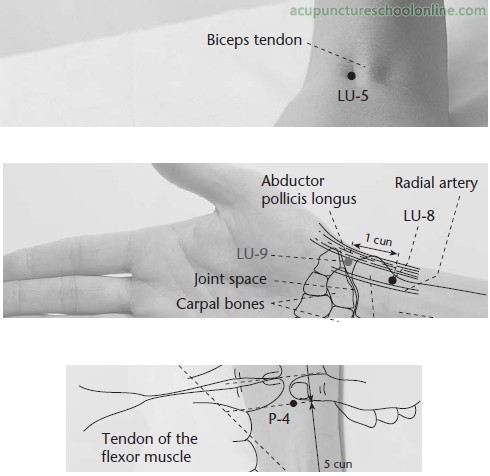 acupunctureschoolonline.com
Biceps tendon
LU-5
Abductor
pollicis longus
Radial artery
LU-8
1 cun
LU-9
Joint space
Carpal bones
P-4
Tendon of the
flexor muscle
5 cun